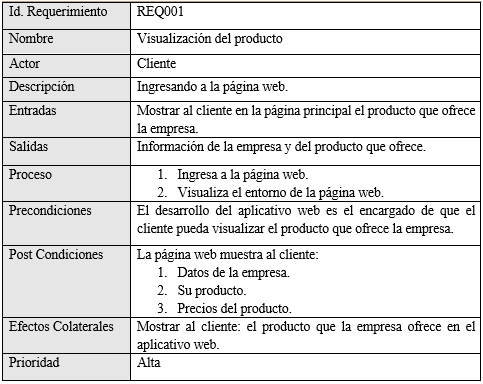 Id. Requerimiento REQ001
Nombre Visualización del producto
Actor Cliente
Descripción Ingresando a la página web.
Entradas Mostrar al cliente en la página principal el producto que ofrece
la empresa.
Salidas Información de la empresa y del producto que ofrece.
Proceso 1. Ingresa a la página web.
2. Visualiza el entorno de la página web.
Precondiciones El desarrollo del aplicativo web es el encargado de que el
cliente pueda visualizar el producto que ofrece la empresa.
Post Condiciones La página web muestra al cliente:
1. Datos de la empresa.
2. Su producto.
3. Precios del producto.
Efectos Colaterales Mostrar al cliente: el producto que la empresa ofrece en el
aplicativo web.
Prioridad Alta